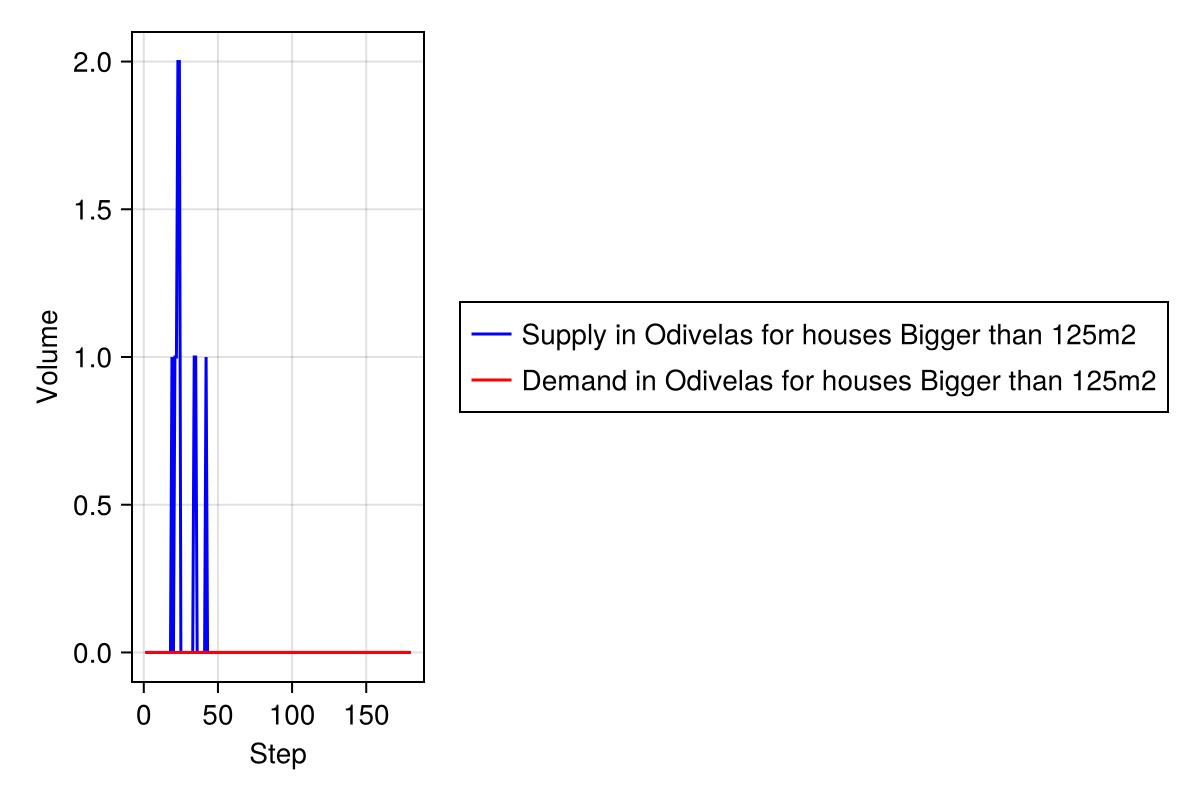 2.0
1.5
1.0
0.5
0.0
Volume
0 50 100 150
Step
Supply in Odivelas for houses Bigger than 125m2
Demand in Odivelas for houses Bigger than 125m2